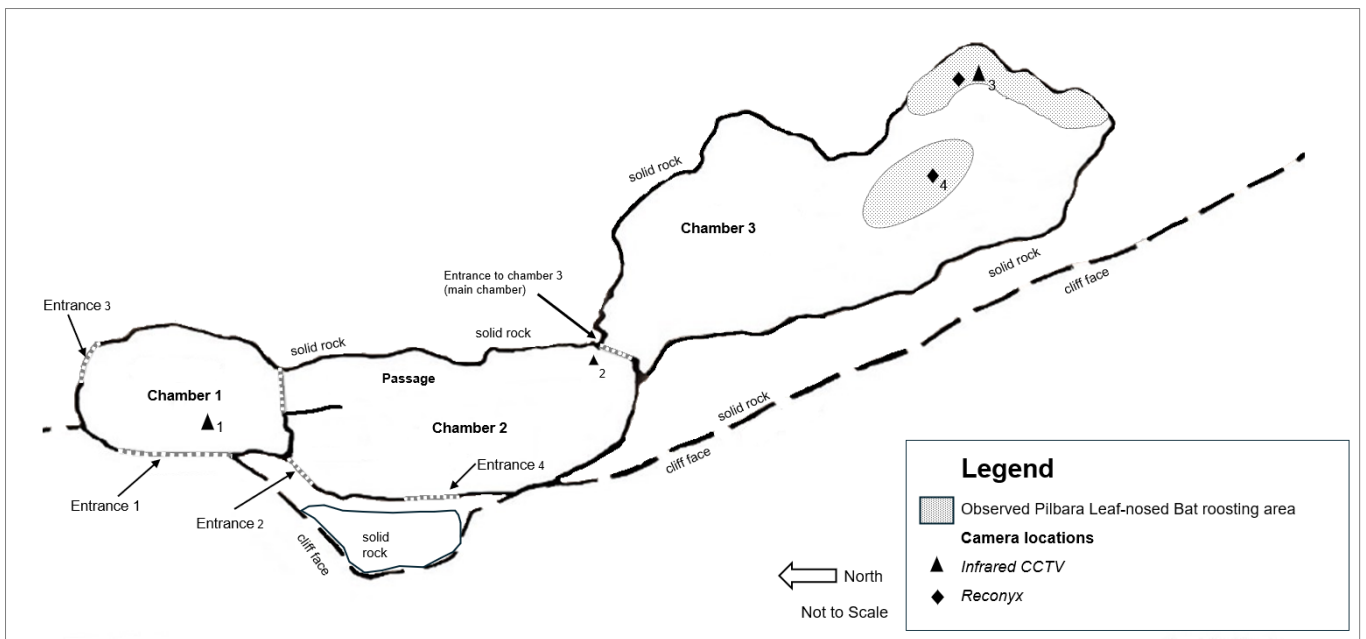 3
solid rock
4
Chamber 3
solid rock
cliff face
Entrance to chamber 3
(main chamber)
Entrance 3
solid rock
solid rock
2
Passage
Chamber 1
1
Chamber 2
solid rock
cliff face
Entrance 4
Entrance 1
Entrance 2
solid
rock
cliff face
North
Not to Scale
Legend
Observed Pilbara Leaf-nosed Bat roosting area
Camera locations
Infrared CCTV
Reconyx